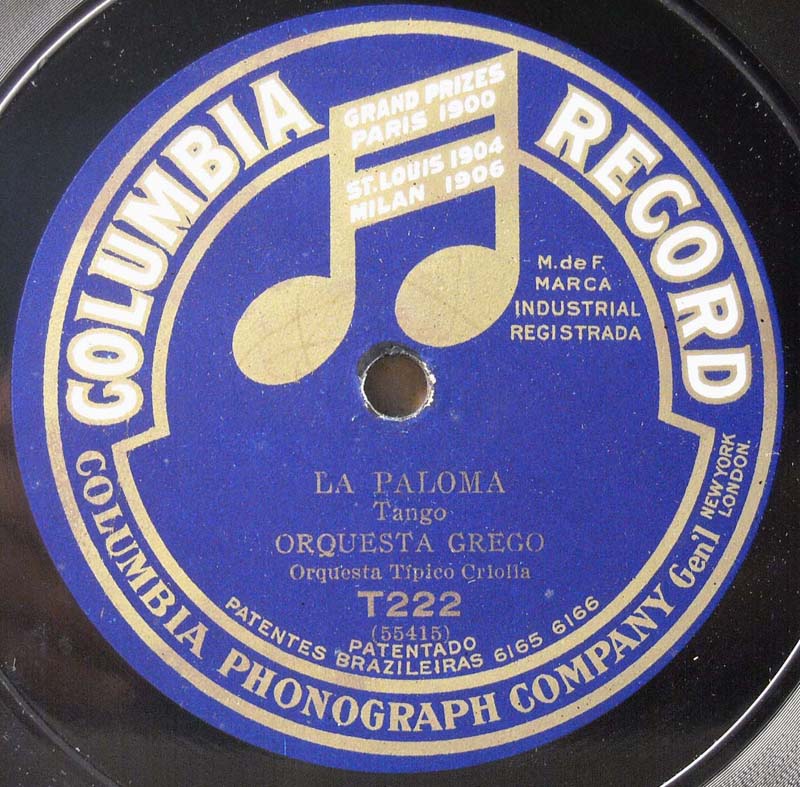 COLUMBIA RECORD
GRAND PRIZES
PARIS 1900
ST. LOUIS 1904
MILAN 1906
M. de F.
MARCA
INDUSTRIAL
REGISTRADA
LA PALOMA
Tango
ORQUESTA GREGO
Orquesta Típico Criolla
T222
(55415)
PATENTADO
PATENTES BRAZILEIRAS 6165 6166
COLUMBIA PHONOGRAPH COMPANY Gen'l
NEW YORK
LONDON.